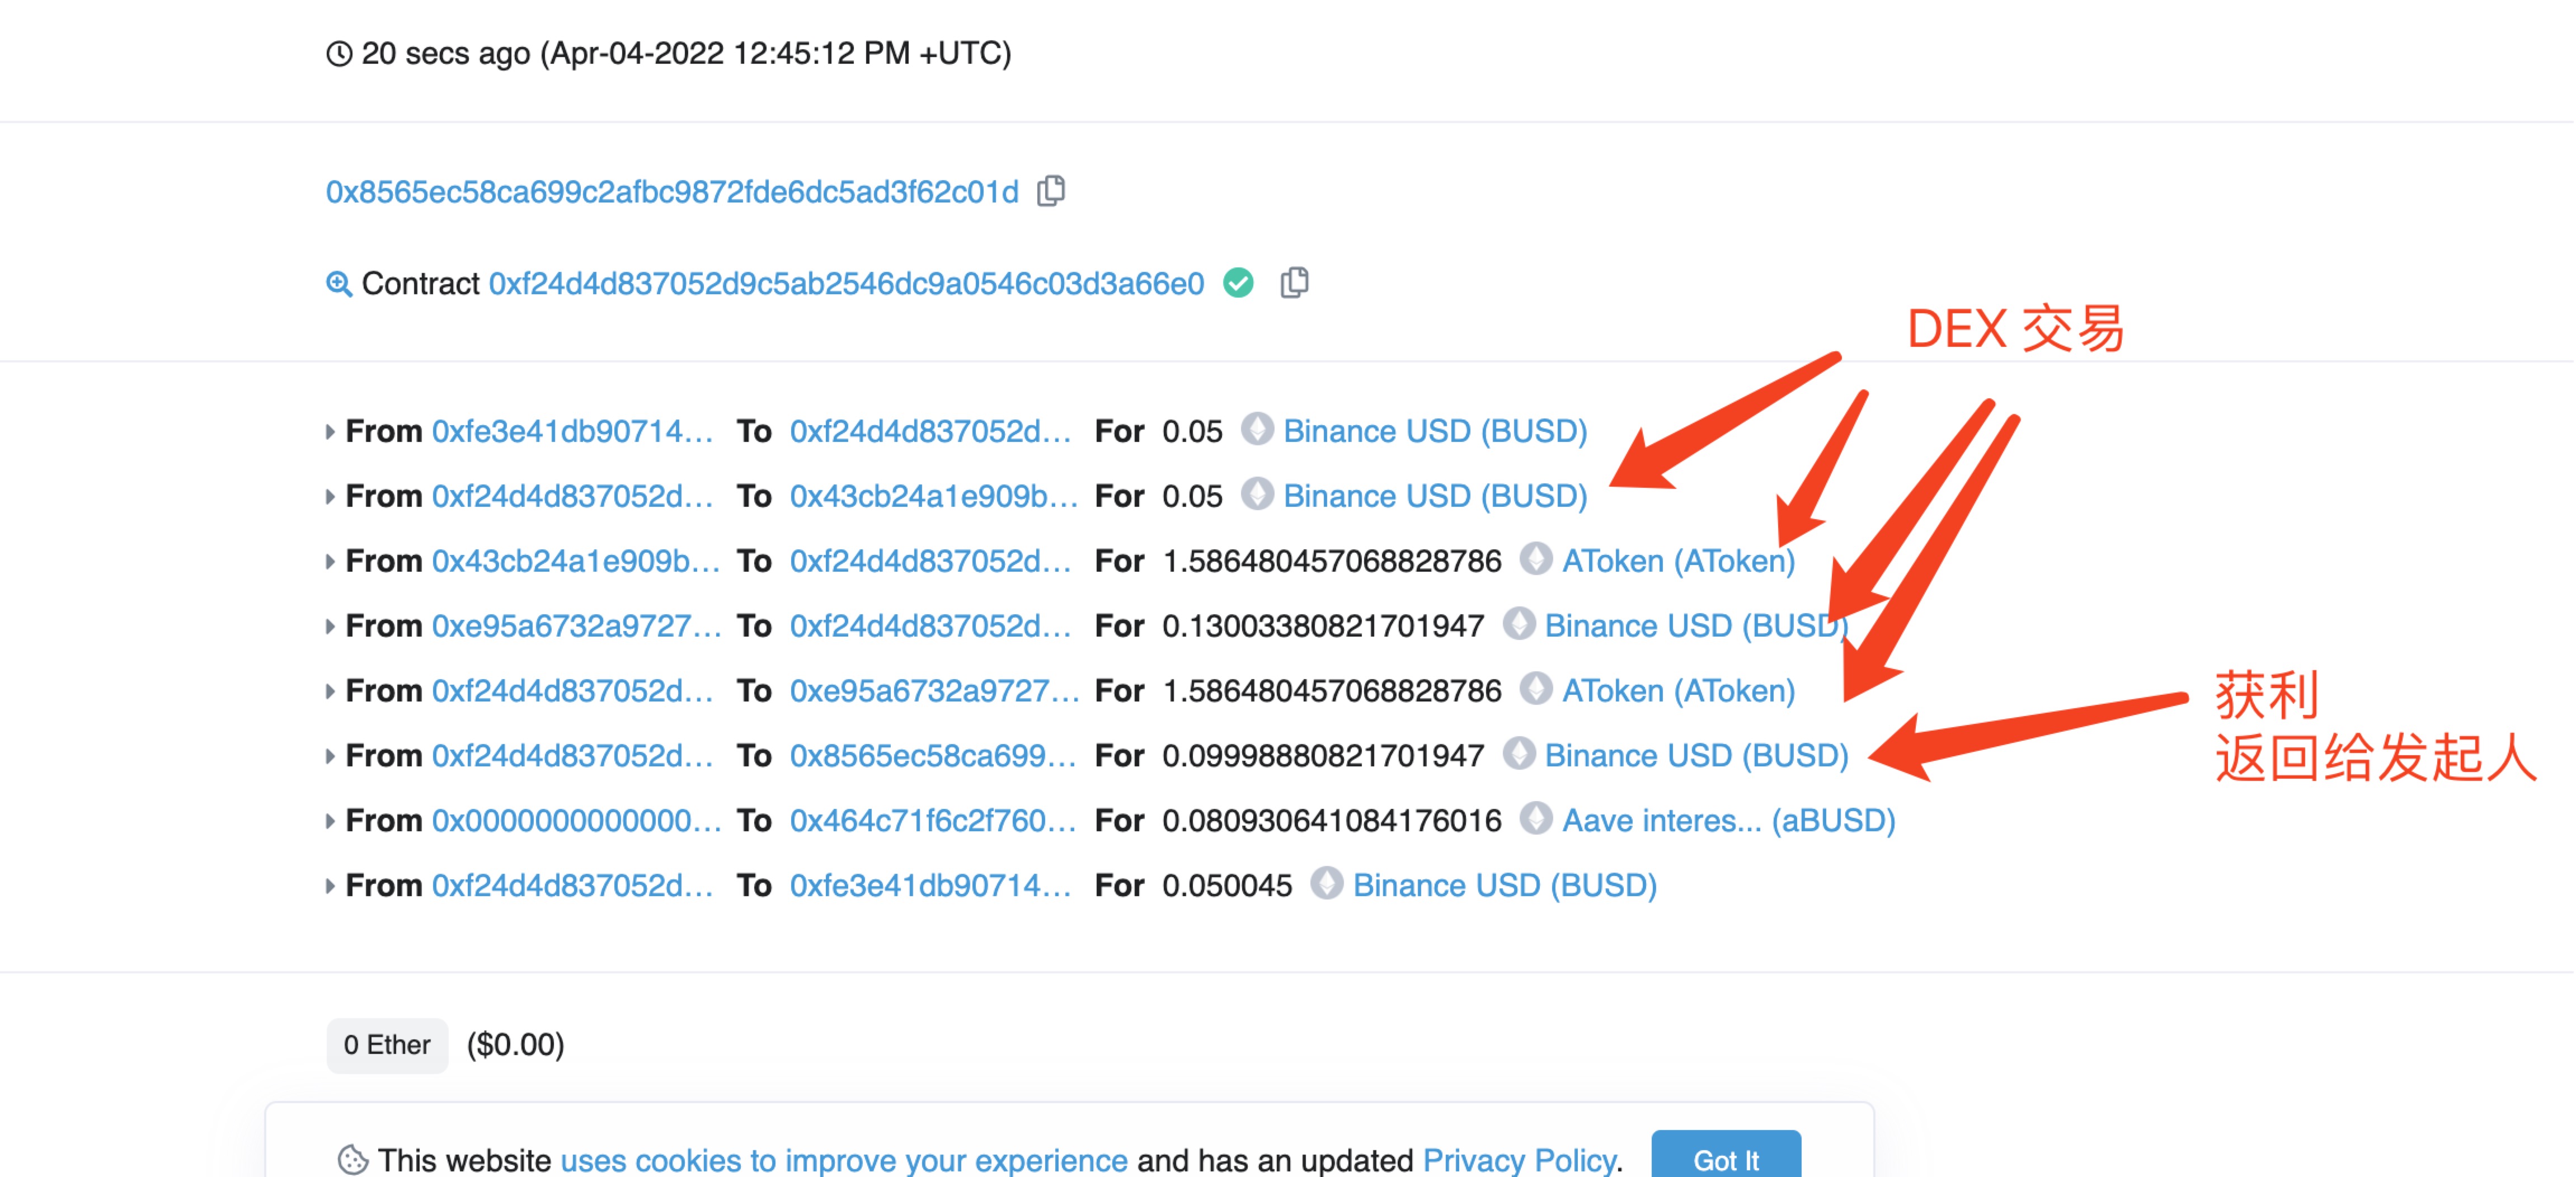 20 secs ago (Apr-04-2022 12:45:12 PM +UTC)
0x8565ec58ca699c2afbc9872fde6dc5ad3f62c01d
Contract 0xf24d4d837052d9c5ab2546dc9a0546c03d3a66e0
DEX 交易
From 0xfe3e41db90714... To 0xf24d4d837052d... For 0.05 Binance USD (BUSD)
From 0xf24d4d837052d... To 0x43cb24a1e909b... For 0.05 Binance USD (BUSD)
From 0x43cb24a1e909b... To 0xf24d4d837052d... For 1.586480457068828786 AToken (AToken)
From 0xe95a6732a9727... To 0xf24d4d837052d... For 0.13003380821701947 Binance USD (BUSD)
From 0xf24d4d837052d... To 0xe95a6732a9727... For 1.586480457068828786 AToken (AToken)
From 0xf24d4d837052d... To 0x8565ec58ca699... For 0.09998880821701947 Binance USD (BUSD)
获利
返回给发起人
From 0x0000000000000... To 0x464c71f6c2f760... For 0.080930641084176016 Aave interes... (aBUSD)
From 0xf24d4d837052d... To 0xfe3e41db90714... For 0.050045 Binance USD (BUSD)
0 Ether ($0.00)
This website uses cookies to improve your experience and has an updated Privacy Policy. Got It